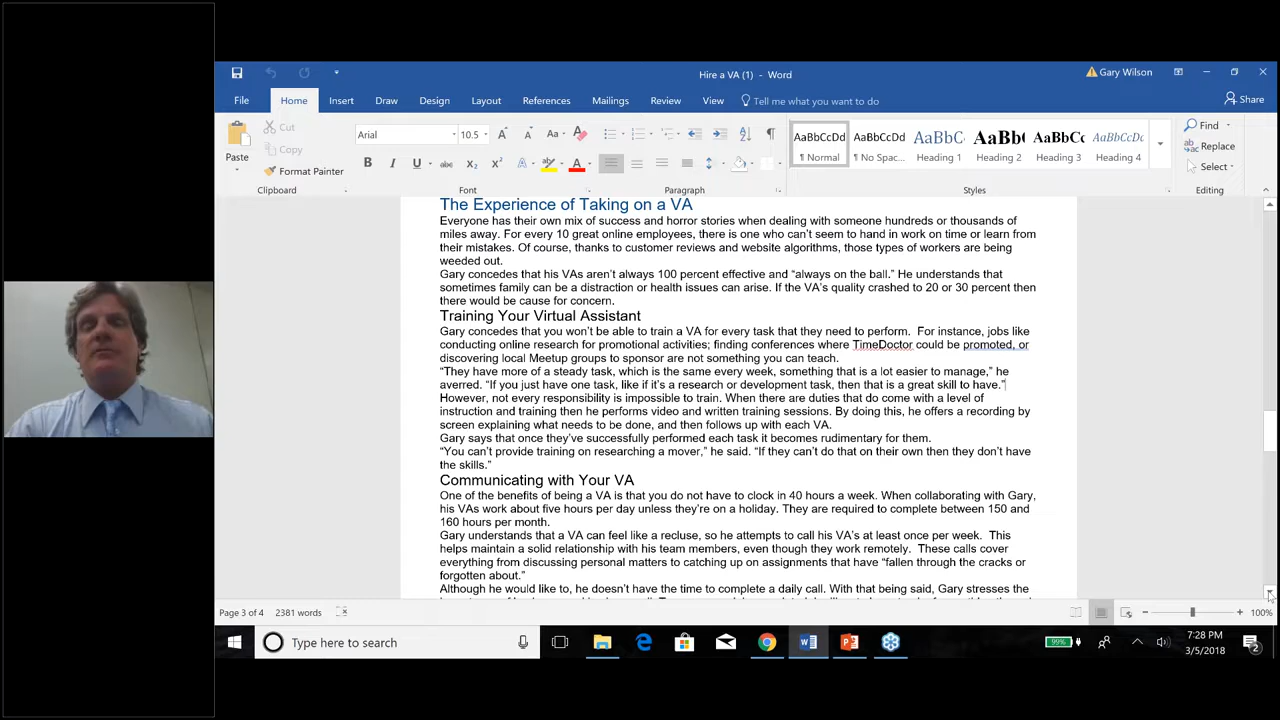 Hire a VA (1) - Word
Gary Wilson
File Home Insert Draw Design Layout References Mailings Review View Tell me what you want to do Share
Paste
Cut
Copy
Format Painter
Clipboard
Arial 10.5
Font
Paragraph
AaBbCcDd AaBbCcDd AaBbC AaBb( AaBbCc AaBbCcDc
¶ Normal ¶ No Spac... Heading 1 Heading 2 Heading 3 Heading 4
Styles
Find
Replace
Select
Editing
The Experience of Taking on a VA
Everyone has their own mix of success and horror stories when dealing with someone hundreds or thousands of
miles away. For every 10 great online employees, there is one who can't seem to hand in work on time or learn from
their mistakes. Of course, thanks to customer reviews and website algorithms, those types of workers are being
weeded out.
Gary concedes that his VAs aren't always 100 percent effective and “always on the ball.” He understands that
sometimes family can be a distraction or health issues can arise. If the VA's quality crashed to 20 or 30 percent then
there would be cause for concern.
Training Your Virtual Assistant
Gary concedes that you won't be able to train a VA for every task that they need to perform. For instance, jobs like
conducting online research for promotional activities; finding conferences where TimeDoctor could be promoted, or
discovering local Meetup groups to sponsor are not something you can teach.
“They have more of a steady task, which is the same every week, something that is a lot easier to manage,” he
averred. “If you just have one task, like if it's a research or development task, then that is a great skill to have.”
However, not every responsibility is impossible to train. When there are duties that do come with a level of
instruction and training then he performs video and written training sessions. By doing this, he offers a recording by
screen explaining what needs to be done, and then follows up with each VA.
Gary says that once they've successfully performed each task it becomes rudimentary for them.
“You can't provide training on researching a mover,” he said. “If they can't do that on their own then they don't have
the skills.”
Communicating with Your VA
One of the benefits of being a VA is that you do not have to clock in 40 hours a week. When collaborating with Gary,
his VAs work about five hours per day unless they're on a holiday. They are required to complete between 150 and
160 hours per month.
Gary understands that a VA can feel like a recluse, so he attempts to call his VA's at least once per week. This
helps maintain a solid relationship with his team members, even though they work remotely. These calls cover
everything from discussing personal matters to catching up on assignments that have “fallen through the cracks or
forgotten about.”
Although he would like to, he doesn't have the time to complete a daily call. With that being said, Gary stresses the
Page 3 of 4 2381 words 100%
Type here to search
99%
7:28 PM
3/5/2018
2